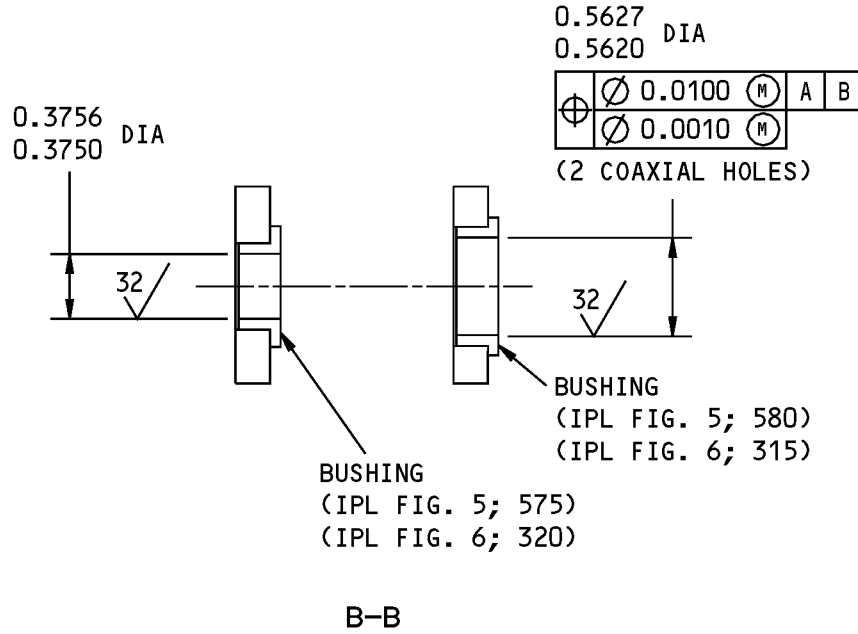 0.5627
0.5620 DIA
⌖ ⌀ 0.0100 Ⓜ A B
⌀ 0.0010 Ⓜ
(2 COAXIAL HOLES)
0.3756
0.3750 DIA
32
32
BUSHING
(IPL FIG. 5; 580)
(IPL FIG. 6; 315)
BUSHING
(IPL FIG. 5; 575)
(IPL FIG. 6; 320)
B-B